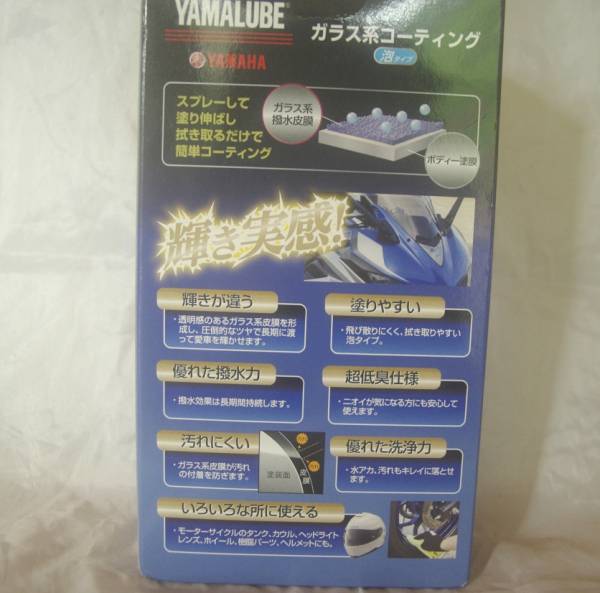 YAMALUBE®
YAMAHA
ガラス系コーティング
泡タイプ
スプレーして
塗り伸ばし
拭き取るだけで
簡単コーティング
ガラス系
撥水皮膜
ボディー塗膜
輝き実感!
輝きが違う
・透明感のあるガラス系皮膜を形
成し、圧倒的なツヤで長期に渡
って愛車を輝かせます。
塗りやすい
・飛び散りにくく、拭き取りやすい
泡タイプ。
優れた撥水力
・撥水効果は長期間持続します。
超低臭仕様
・ニオイが気になる方にも安心して
使えます。
汚れにくい
・ガラス系皮膜が汚れ
の付着を防ぎます。
塗装面
皮膜
優れた洗浄力
・水アカ、汚れもキレイに落とせ
ます。
いろいろな所に使える
・モーターサイクルのタンク、カウル、ヘッドライト
レンズ、ホイール、樹脂パーツ、ヘルメットにも。